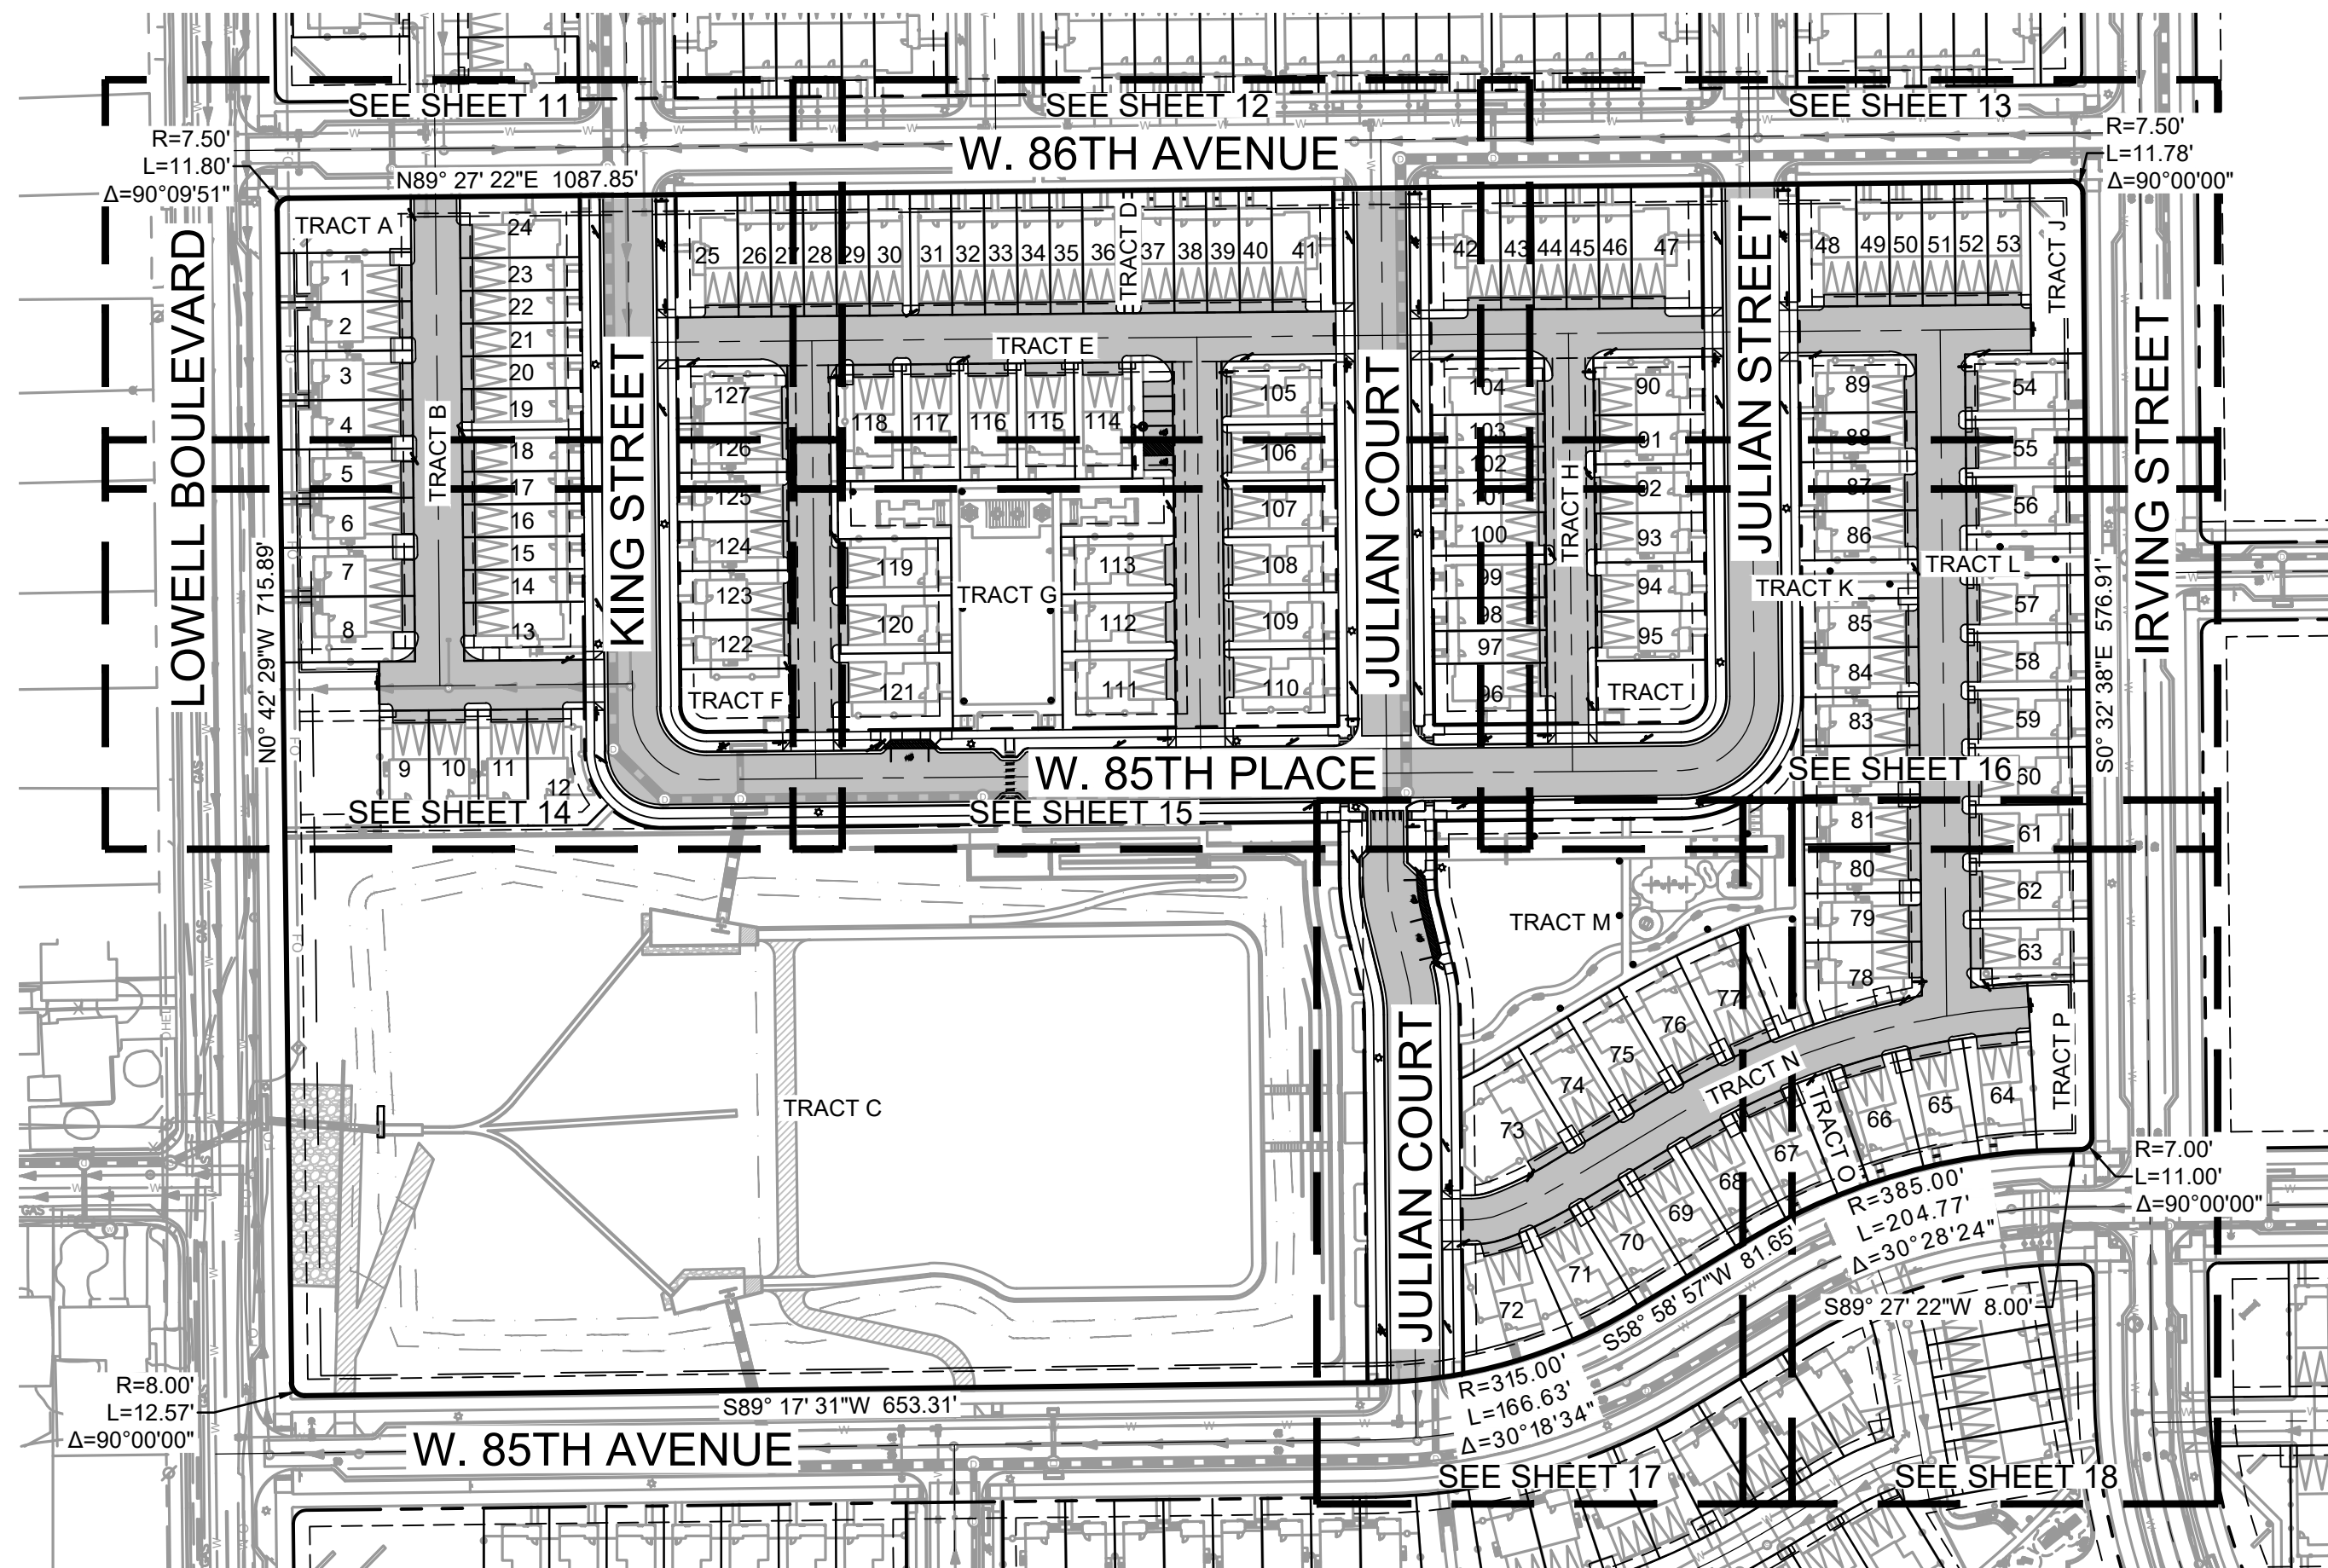 SEE SHEET 11
SEE SHEET 12
SEE SHEET 13
R=7.50'
L=11.80'
Δ=90°09'51"
W. 86TH AVENUE
R=7.50'
L=11.78'
Δ=90°00'00"
N89° 27' 22"E 1087.85'
LOWELL BOULEVARD
N0° 42' 29"W 715.89'
TRACT A
1
2
3
4
5
6
7
8
TRACT B
24
23
22
21
20
19
18
17
16
15
14
13
9
10
11
12
KING STREET
25
26
27
28
29
30
31
32
33
34
35
36
TRACT D
37
38
39
40
41
42
43
44
45
46
47
48
49
50
51
52
53
TRACT J
TRACT E
127
126
125
124
123
122
TRACT F
118
117
116
115
114
119
120
121
TRACT G
113
112
111
105
106
107
108
109
110
JULIAN COURT
104
103
102
101
100
99
98
97
96
TRACT H
90
91
92
93
94
95
TRACT I
JULIAN STREET
89
88
87
86
TRACT K
85
84
83
81
80
79
78
TRACT L
54
55
56
57
58
59
60
61
62
63
S0° 32' 38"E 576.91'
IRVING STREET
W. 85TH PLACE
SEE SHEET 14
SEE SHEET 15
SEE SHEET 16
TRACT C
JULIAN COURT
TRACT M
77
76
75
74
73
TRACT N
72
71
70
69
68
67
TRACT O
66
65
64
TRACT P
R=7.00'
L=11.00'
Δ=90°00'00"
R=385.00'
L=204.77'
Δ=30°28'24"
S58° 58' 57"W 81.65'
S89° 27' 22"W 8.00'
R=315.00'
L=166.63'
Δ=30°18'34"
R=8.00'
L=12.57'
Δ=90°00'00"
S89° 17' 31"W 653.31'
W. 85TH AVENUE
SEE SHEET 17
SEE SHEET 18
GAS
GAS
GAS